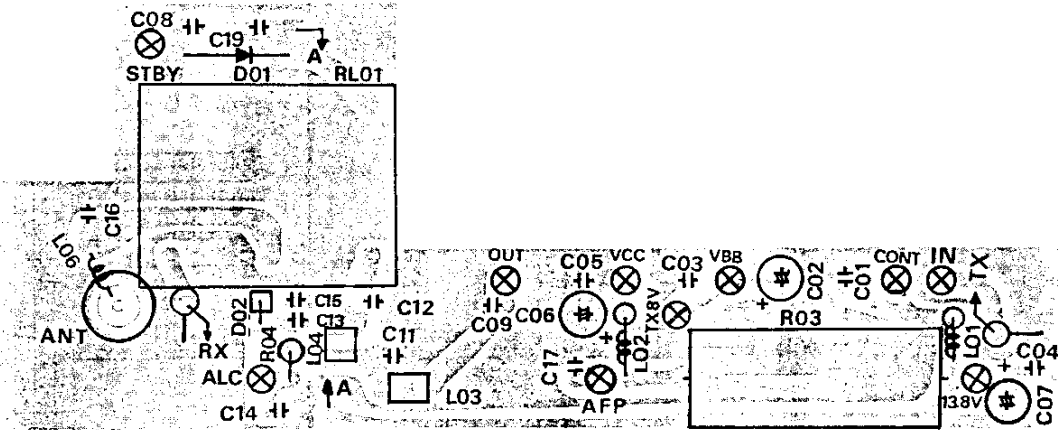 C08
C19
A
STBY
D01
RL01
C16
L06
ANT
RX
D02
C15
C13
C12
R04
L04
C11
ALC
C14
A
L03
OUT
C05
VCC
C03
VBB
C02
C01
CONT
IN
TX
C09
C06
+
L02
TX8V
+
R03
C17
+
AFP
L01
C04
+
13.8V
C07